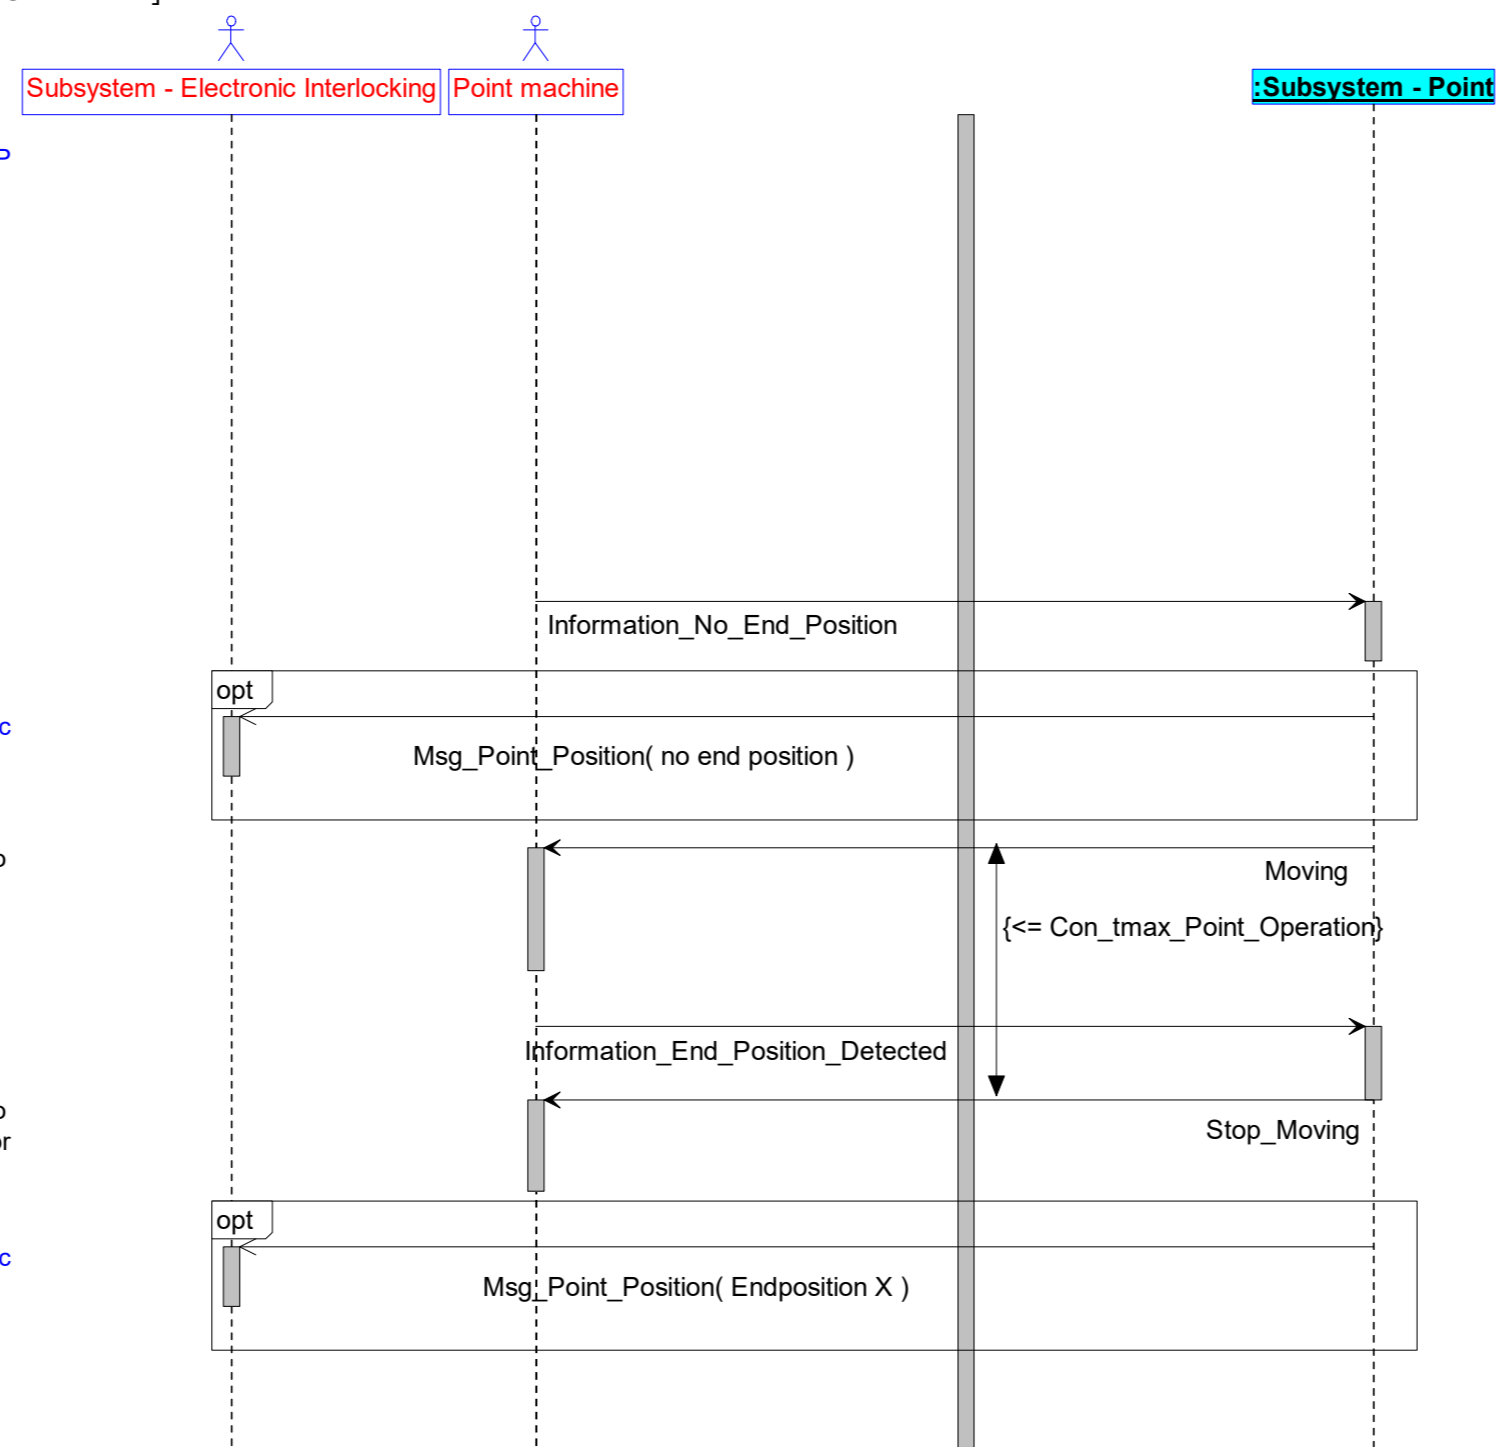 ]
Subsystem - Electronic Interlocking
Point machine
:Subsystem - Point
P
Information_No_End_Position
opt
c
Msg_Point_Position( no end position )
o
Moving
{<= Con_tmax_Point_Operation}
Information_End_Position_Detected
o
Stop_Moving
or
opt
c
Msg_Point_Position( Endposition X )